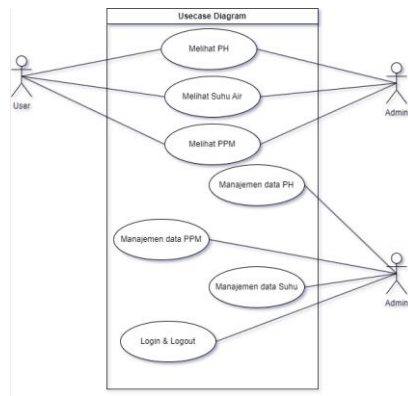 Usecase Diagram
Melihat PH
User
Melihat Suhu Air
Admin
Melihat PPM
Manajemen data PH
Manajemen data PPM
Manajemen data Suhu
Admin
Login & Logout